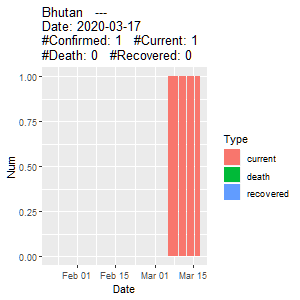 Bhutan   ---
Date: 2020-03-17
#Confirmed: 1   #Current: 1
#Death: 0   #Recovered: 0
Num
1.00
0.75
0.50
0.25
0.00
Feb 01
Feb 15
Mar 01
Mar 15
Date
Type
current
death
recovered